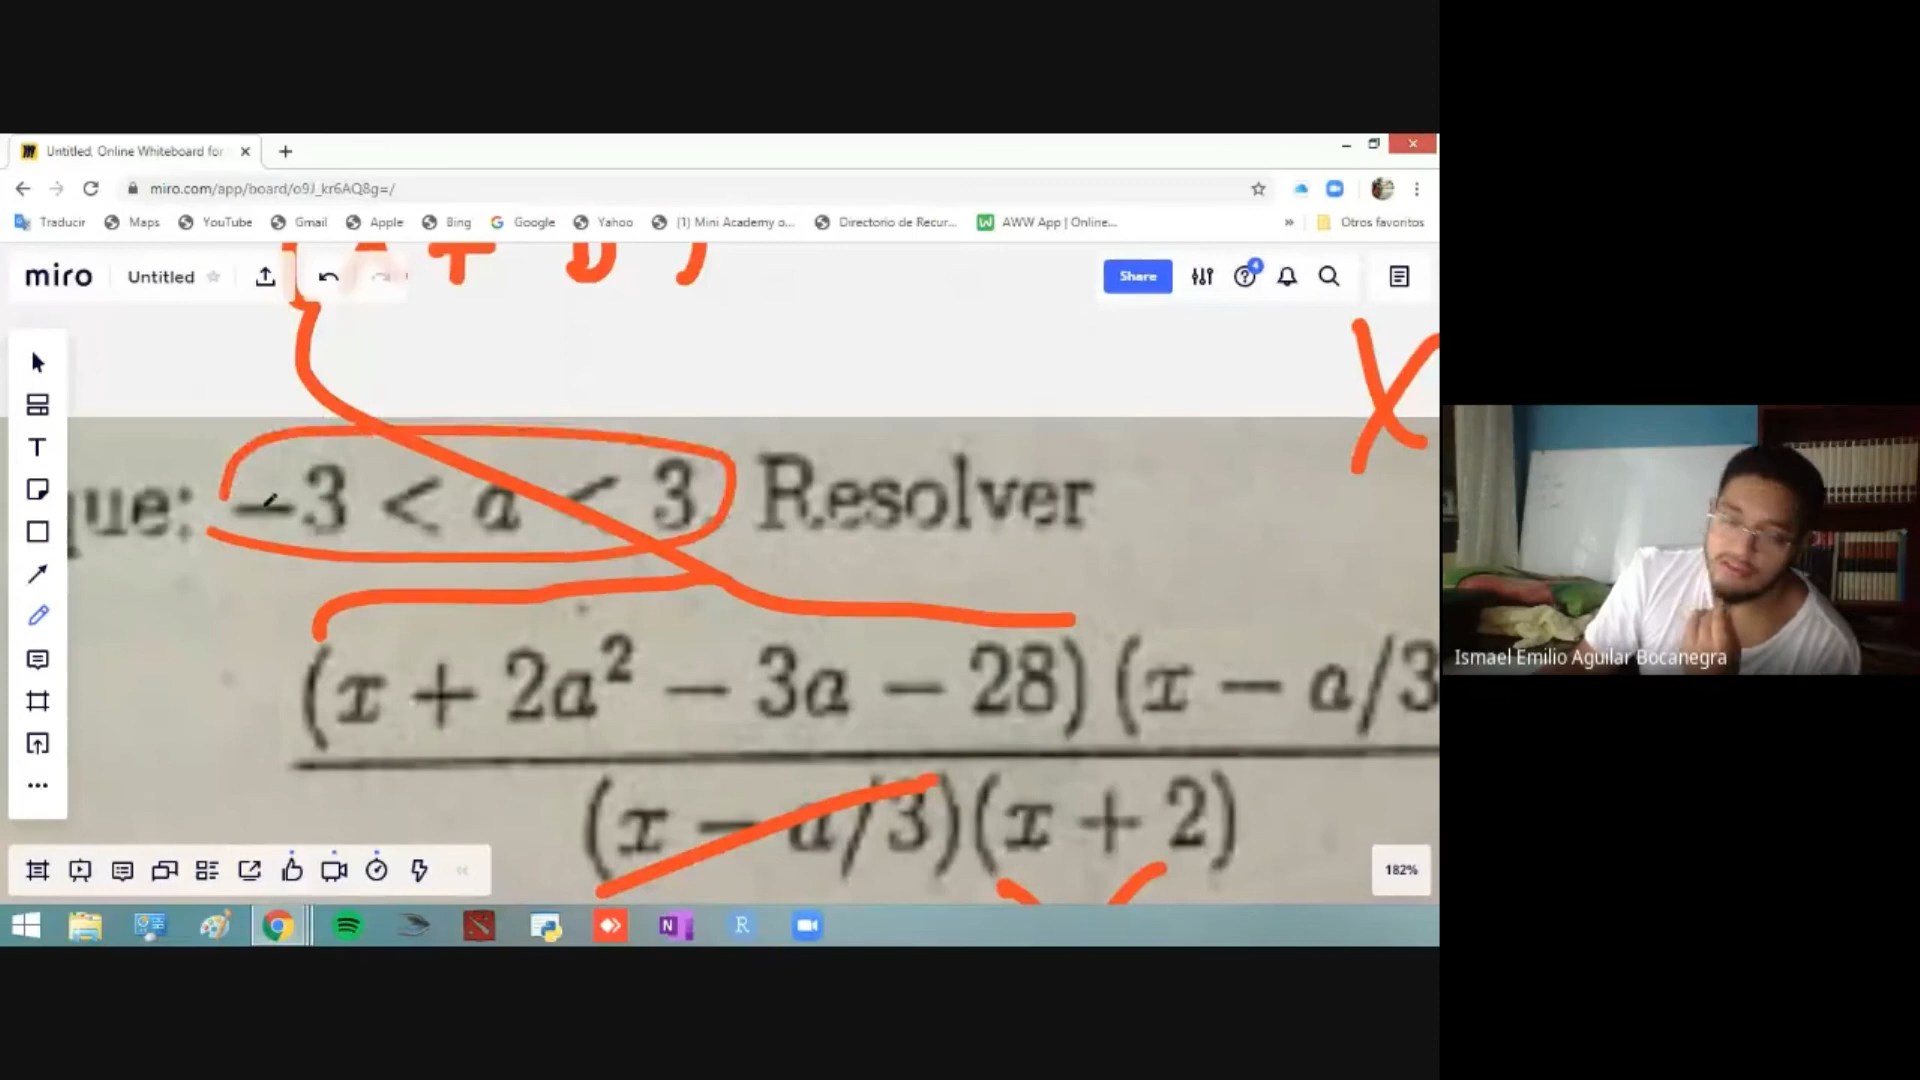 Untitled, Online Whiteboard for
miro.com/app/board/o9J_kr6AQ8g=/
Traducir Maps YouTube Gmail Apple Bing Google Yahoo (1) Mini Academy o... Directorio de Recur... AWW App | Online... » Otros favoritos
miro Untitled Share 4
X
que: -3 < a < 3. Resolver
(x + 2a² - 3a - 28) (x - a/3
(x - a/3)(x + 2)
182%
Ismael Emilio Aguilar Bocanegra